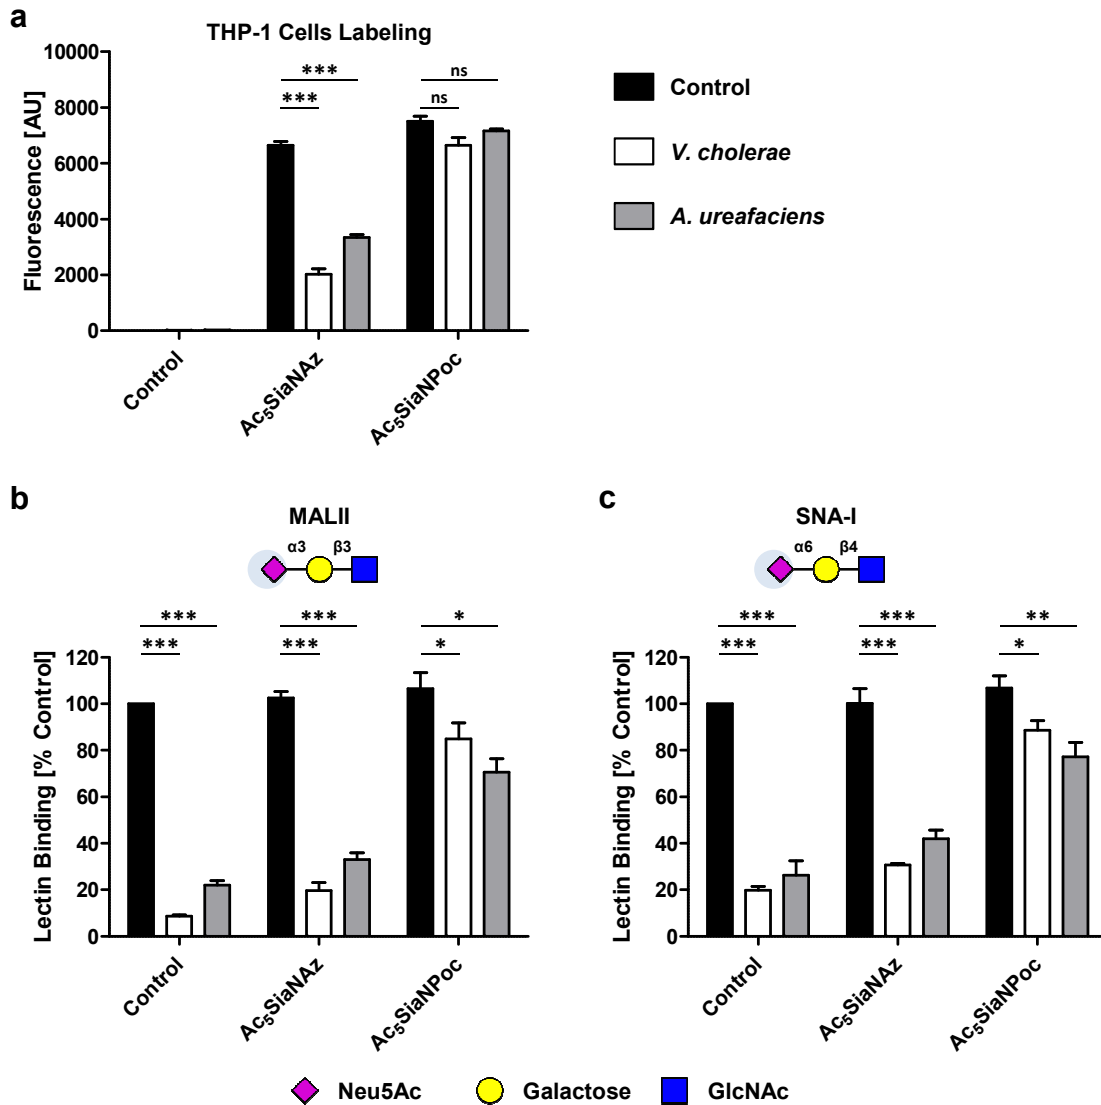 a
THP-1 Cells Labeling
Fluorescence [AU]
10000
8000
6000
4000
2000
0
***
***
ns
ns
Control
Ac₅SiaNAz
Ac₅SiaNPoc
Control
V. cholerae
A. ureafaciens
b
MALII
α3 β3
Lectin Binding [% Control]
120
100
80
60
40
20
0
***
***
***
***
*
*
Control
Ac₅SiaNAz
Ac₅SiaNPoc
c
SNA-I
α6 β4
Lectin Binding [% Control]
120
100
80
60
40
20
0
***
***
***
***
**
*
Control
Ac₅SiaNAz
Ac₅SiaNPoc
Neu5Ac Galactose GlcNAc